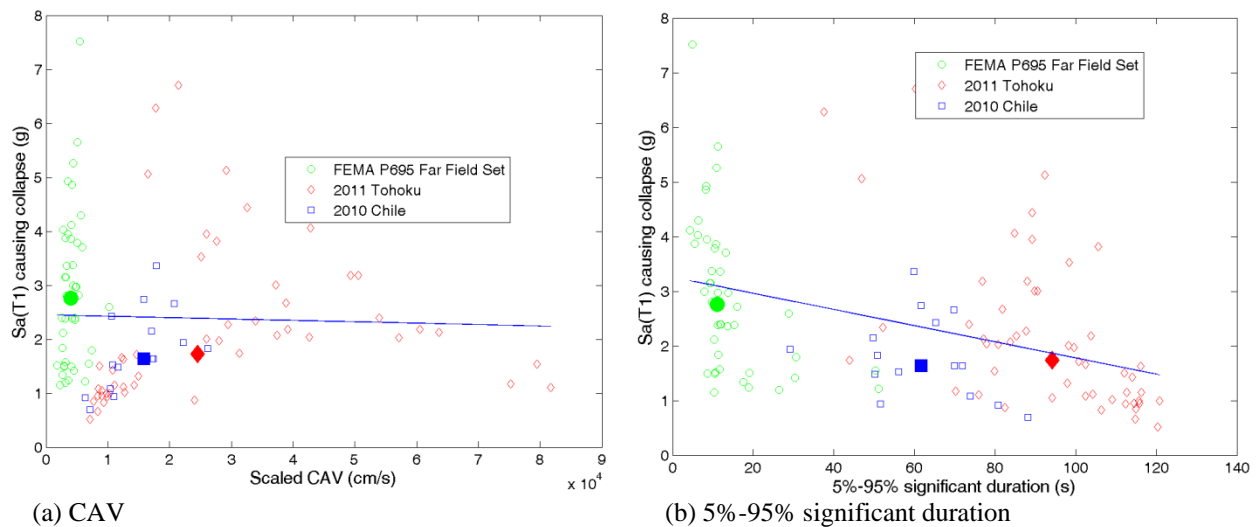 8
7
6
5
4
3
2
1
0
Sa(T1) causing collapse (g)
FEMA P695 Far Field Set
2011 Tohoku
2010 Chile
0 1 2 3 4 5 6 7 8 9
Scaled CAV (cm/s)
x 10⁴
(a) CAV
8
7
6
5
4
3
2
1
0
Sa(T1) causing collapse (g)
FEMA P695 Far Field Set
2011 Tohoku
2010 Chile
0 20 40 60 80 100 120 140
5%-95% significant duration (s)
(b) 5%-95% significant duration